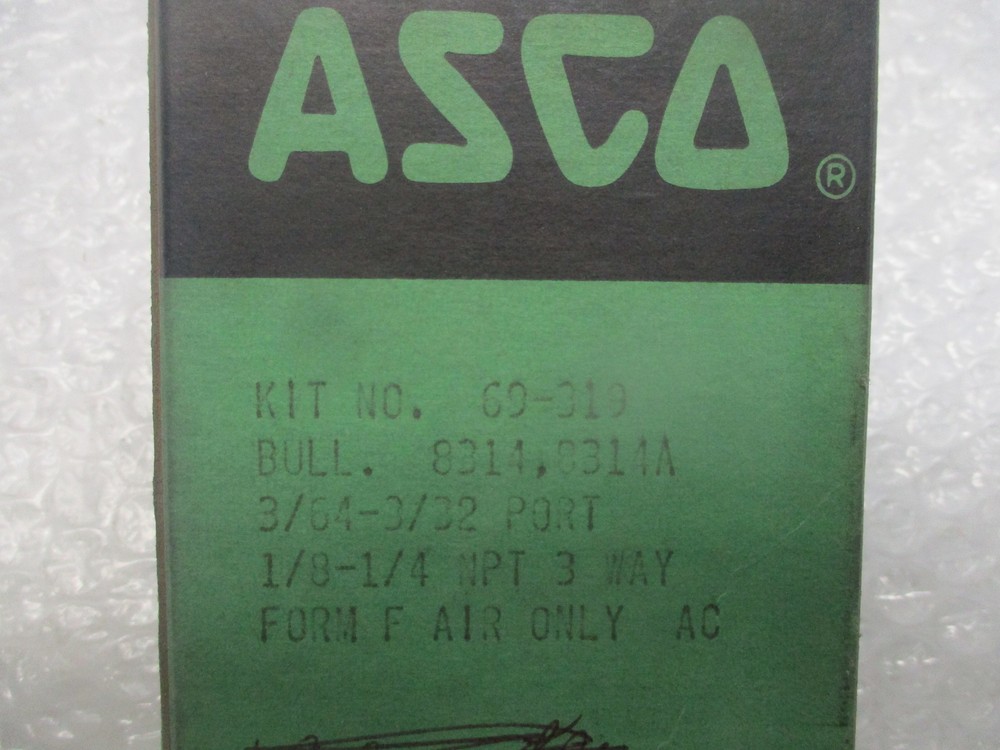 ASCO ®
KIT NO. 69-319
BULL. 8314,8314A
3/64-3/32 PORT
1/8-1/4 NPT 3 WAY
FORM F AIR ONLY AC